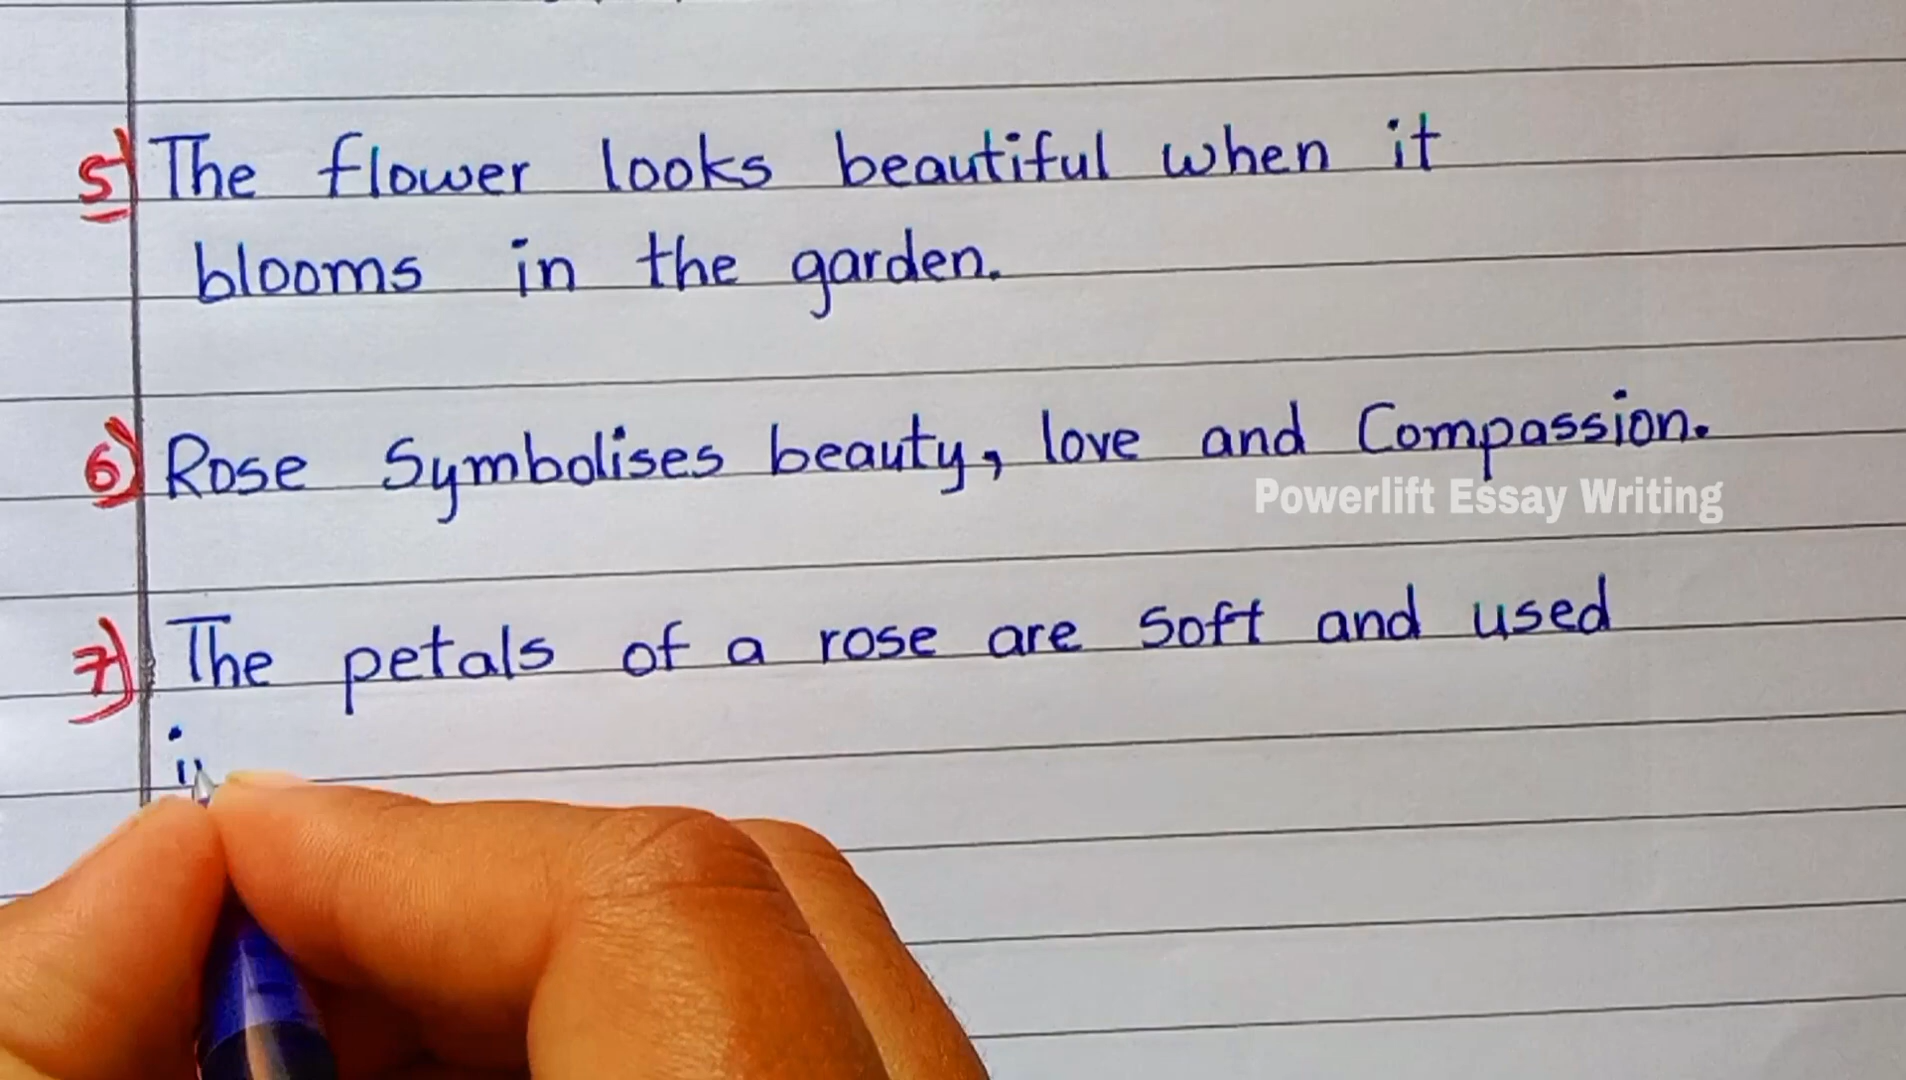 5) The flower looks beautiful when it
blooms in the garden.
6) Rose Symbolises beauty, love and Compassion.
Powerlift Essay Writing
7) The petals of a rose are Soft and used